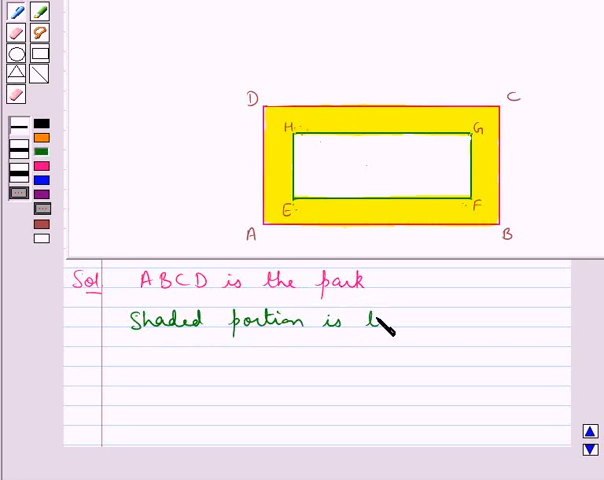 D C
H G
E F
A B
Sol ABCD is the park
Shaded portion is